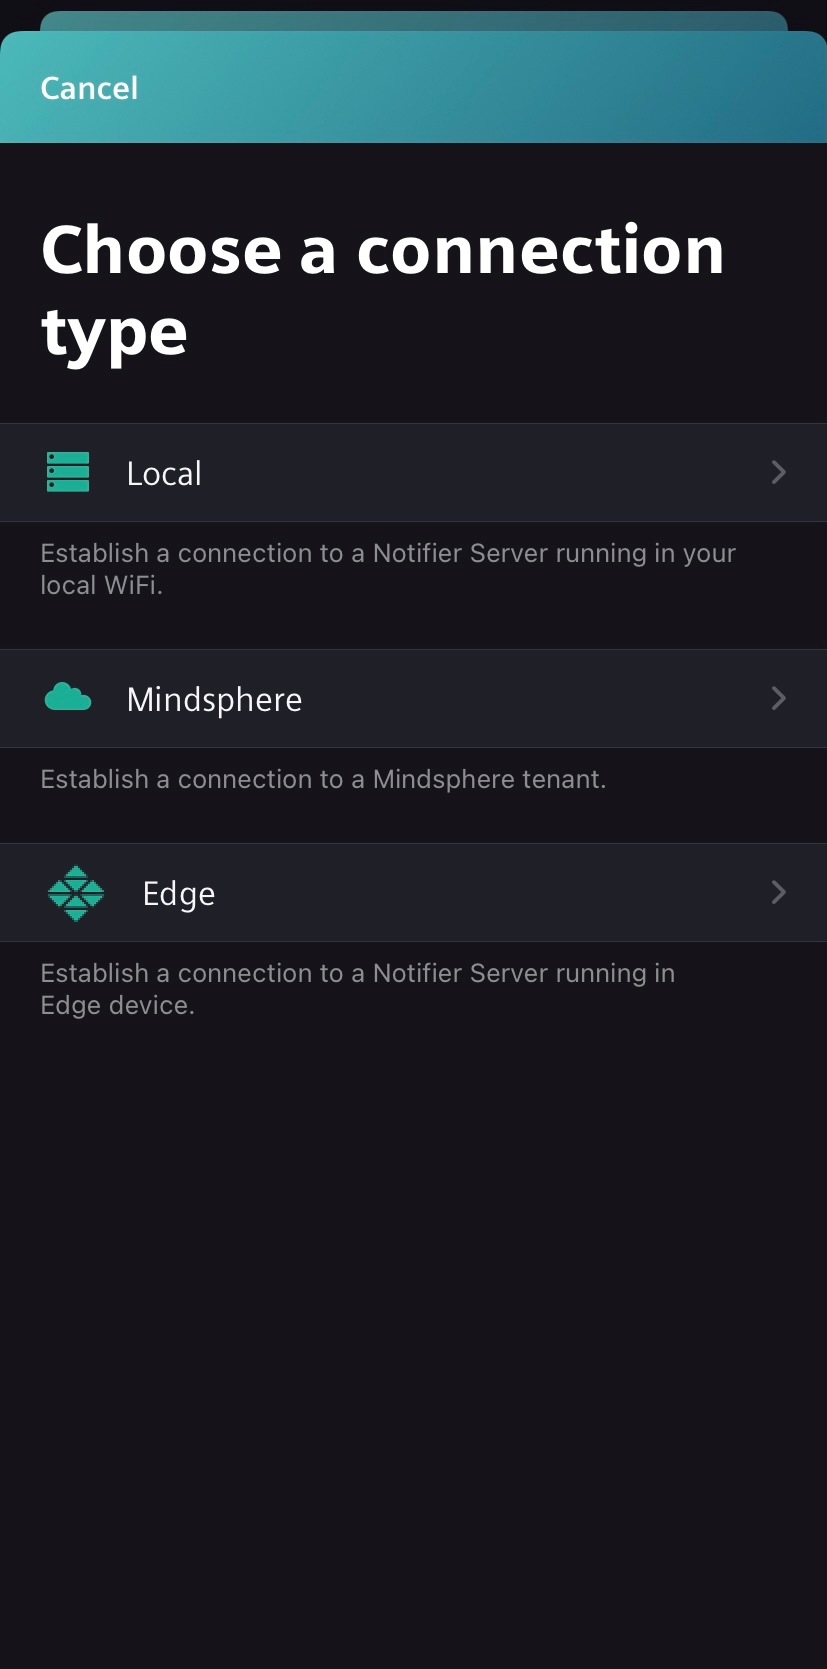 Cancel
Choose a connection
type
Local
Establish a connection to a Notifier Server running in your
local WiFi.
Mindsphere
Establish a connection to a Mindsphere tenant.
Edge
Establish a connection to a Notifier Server running in
Edge device.